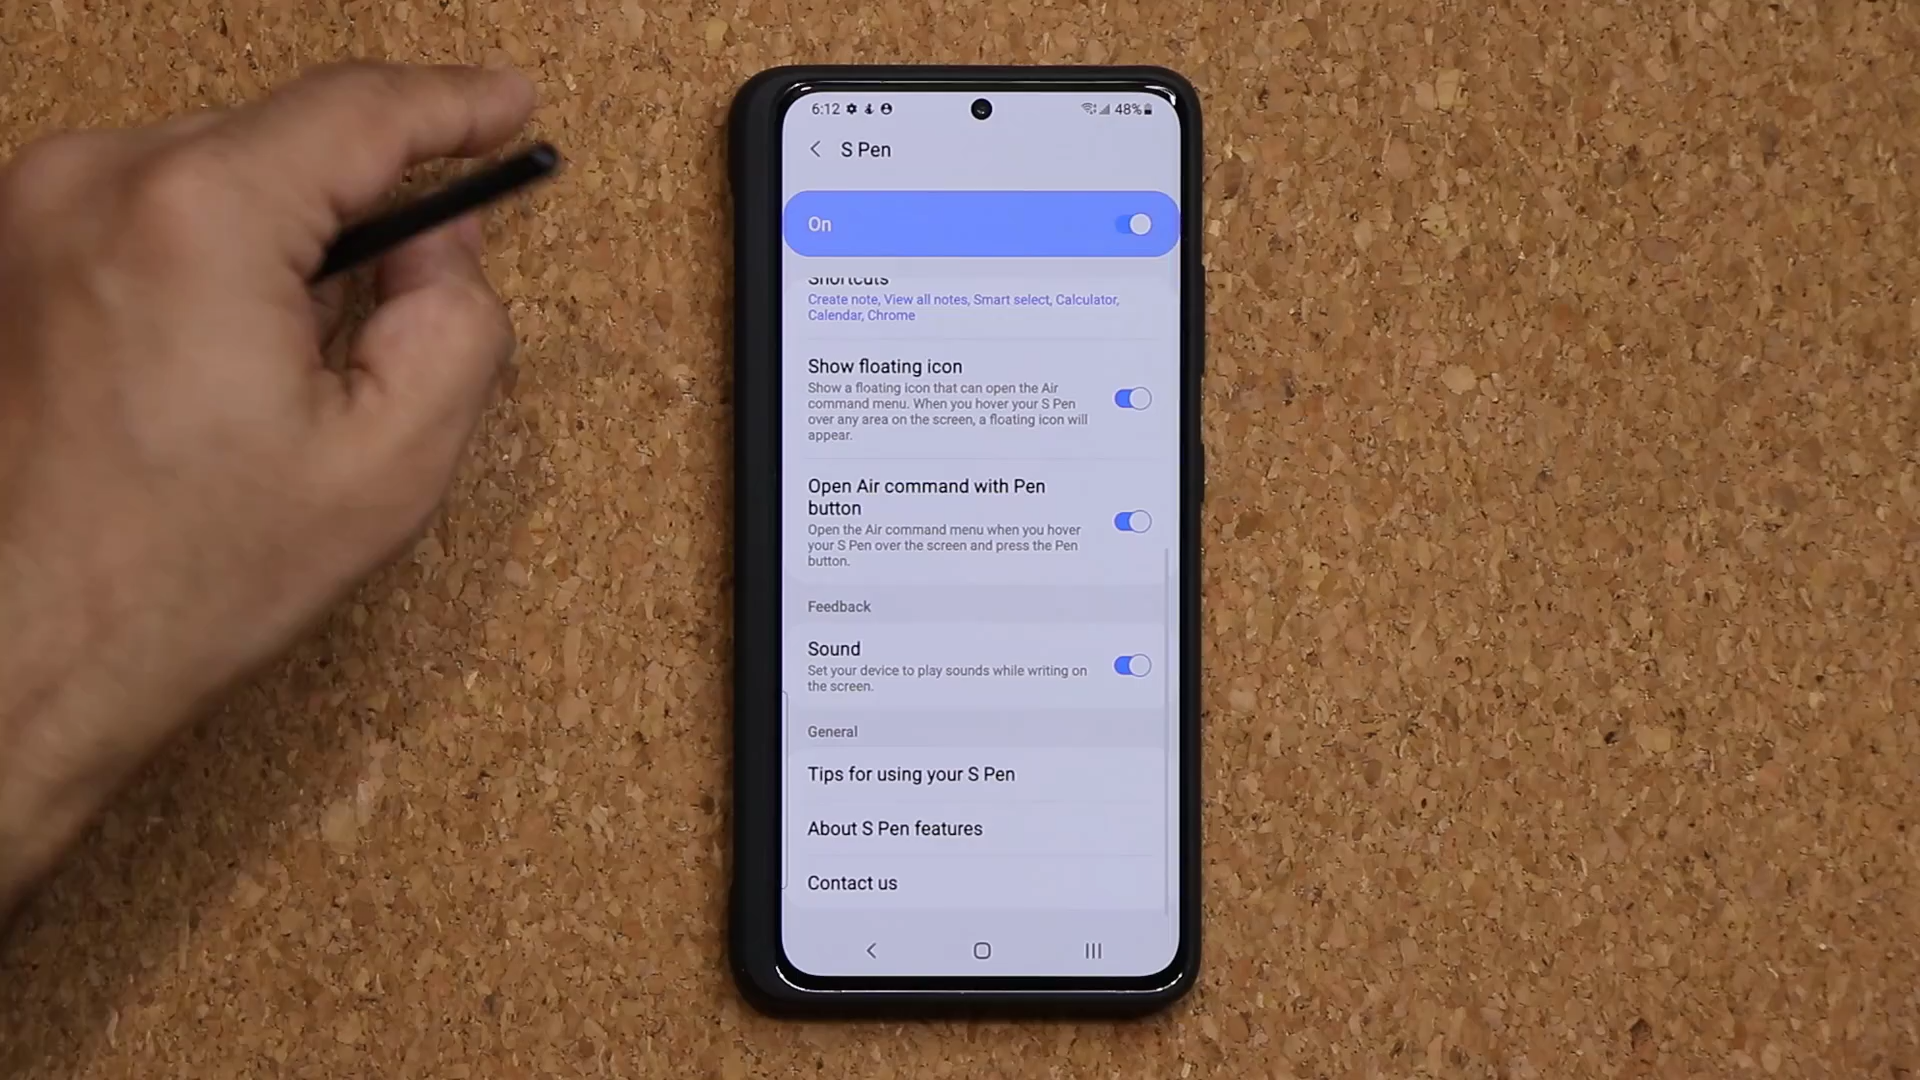 6:12
48%
S Pen
On
Shortcuts
Create note, View all notes, Smart select, Calculator,
Calendar, Chrome
Show floating icon
Show a floating icon that can open the Air
command menu. When you hover your S Pen
over any area on the screen, a floating icon will
appear.
Open Air command with Pen
button
Open the Air command menu when you hover
your S Pen over the screen and press the Pen
button.
Feedback
Sound
Set your device to play sounds while writing on
the screen.
General
Tips for using your S Pen
About S Pen features
Contact us